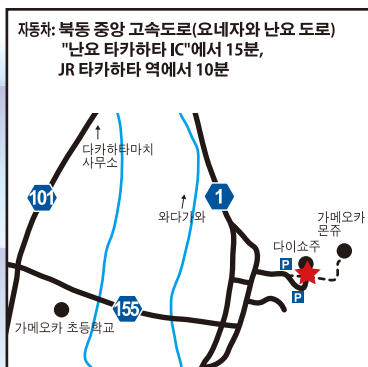 자동차: 북동 중앙 고속도로(요네자와 난요 도로)
"난요 타카하타 IC"에서 15분,
JR 타카하타 역에서 10분
다카하타마치
사무소
101
와다가와
1
가메오카
몬쥬
다이쇼주
P
P
155
가메오카 초등학교